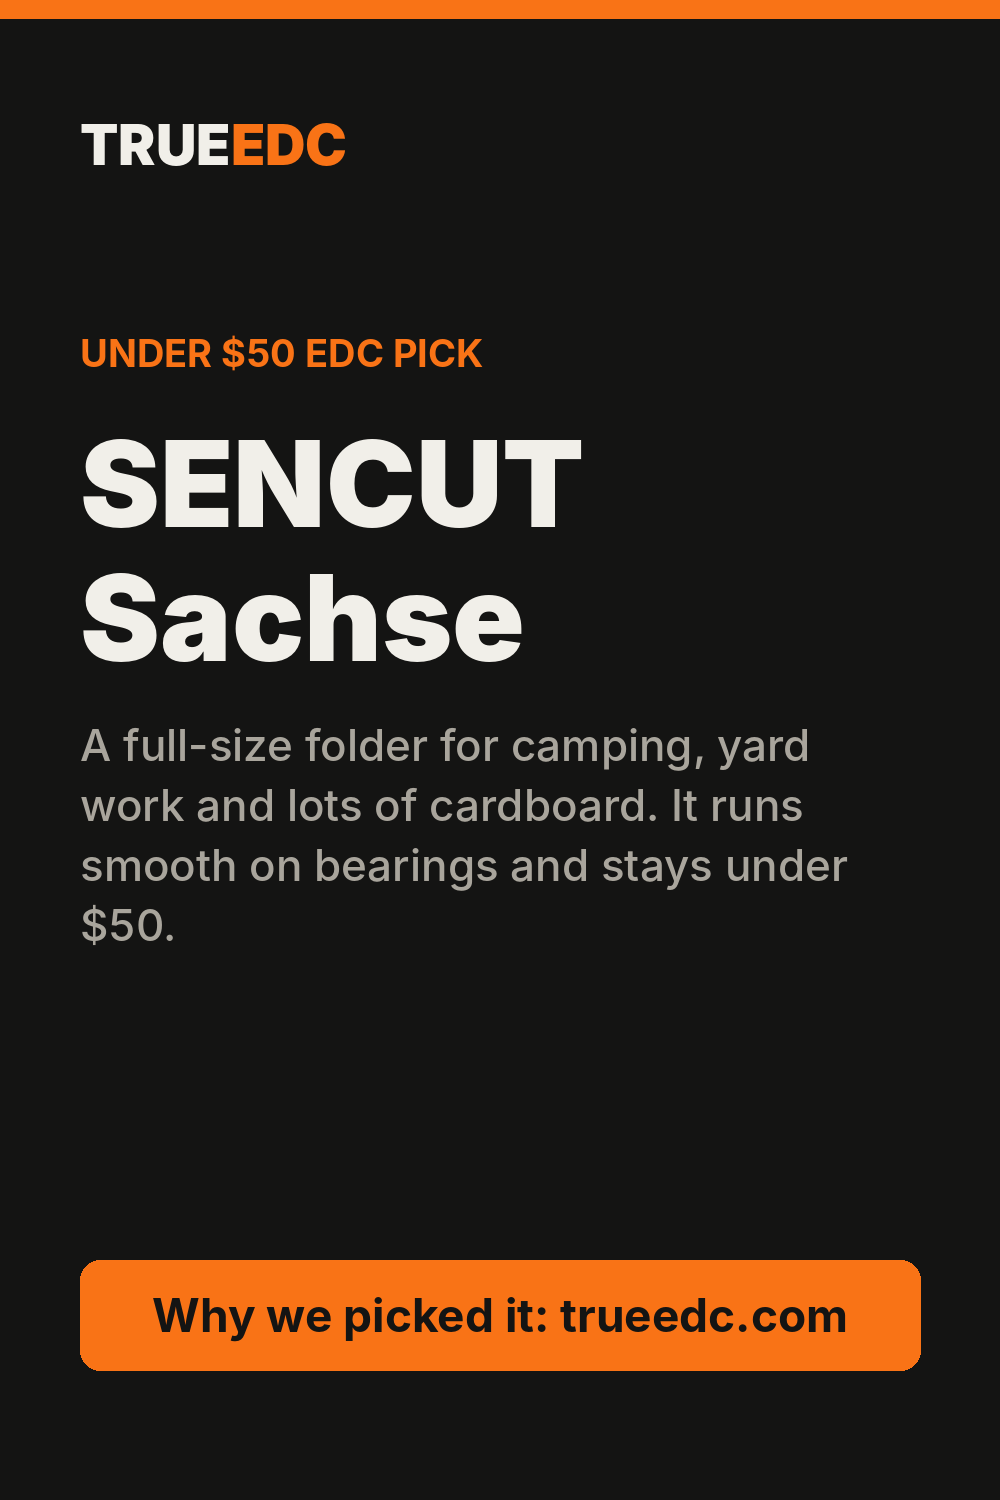 TRUEEDC
UNDER $50 EDC PICK
SENCUT
Sachse
A full-size folder for camping, yard
work and lots of cardboard. It runs
smooth on bearings and stays under
$50.
Why we picked it: trueedc.com